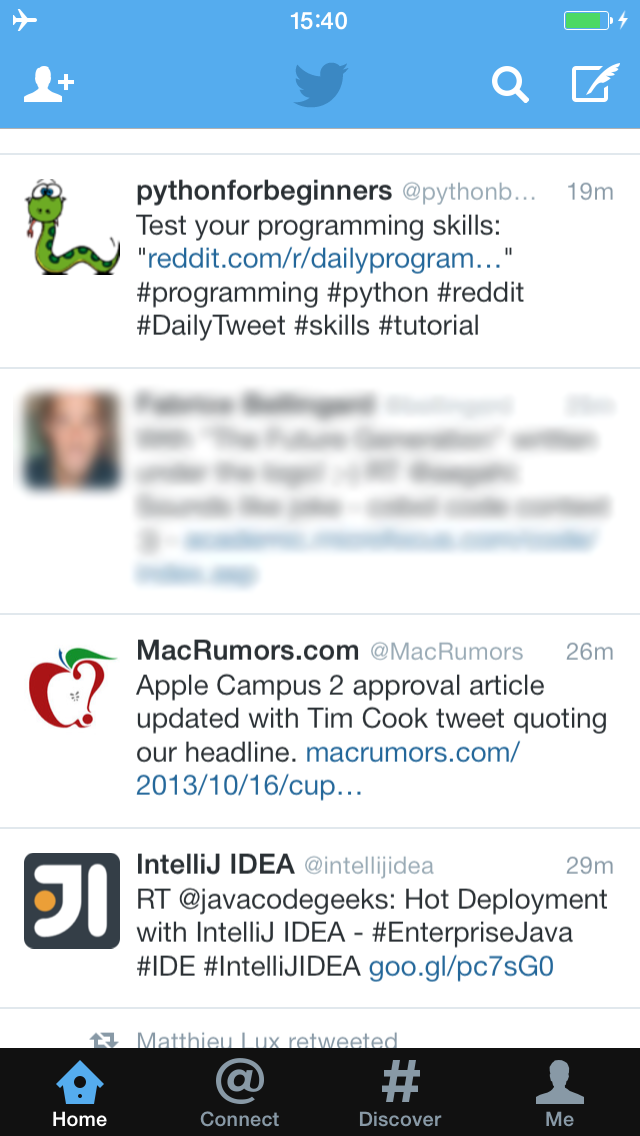 15:40
pythonforbeginners @pythonb... 19m
Test your programming skills:
"reddit.com/r/dailyprogram..."
#programming #python #reddit
#DailyTweet #skills #tutorial
MacRumors.com @MacRumors 26m
Apple Campus 2 approval article
updated with Tim Cook tweet quoting
our headline. macrumors.com/
2013/10/16/cup...
IntelliJ IDEA @intellijidea 29m
RT @javacodegeeks: Hot Deployment
with IntelliJ IDEA - #EnterpriseJava
#IDE #IntelliJIDEA goo.gl/pc7sG0
Matthieu Lux retweeted
Home Connect Discover Me